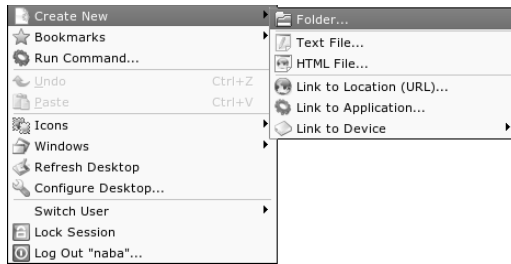 Create New
Bookmarks
Run Command...
Undo Ctrl+Z
Paste Ctrl+V
Icons
Windows
Refresh Desktop
Configure Desktop...
Switch User
Lock Session
Log Out "naba"...
Folder...
Text File...
HTML File...
Link to Location (URL)...
Link to Application...
Link to Device